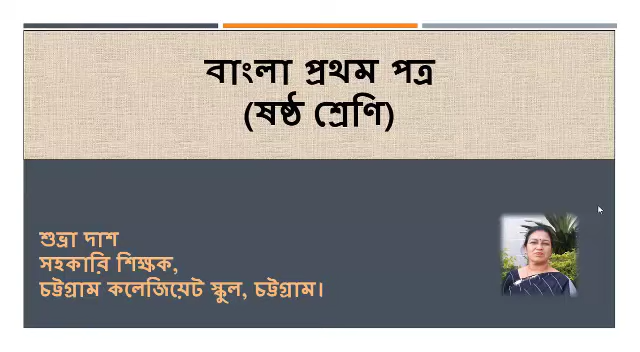 বাংলা প্রথম পত্র
(ষষ্ঠ শ্রেণি)
শুভ্রা দাশ
সহকারি শিক্ষক,
চট্টগ্রাম কলেজিয়েট স্কুল, চট্টগ্রাম।